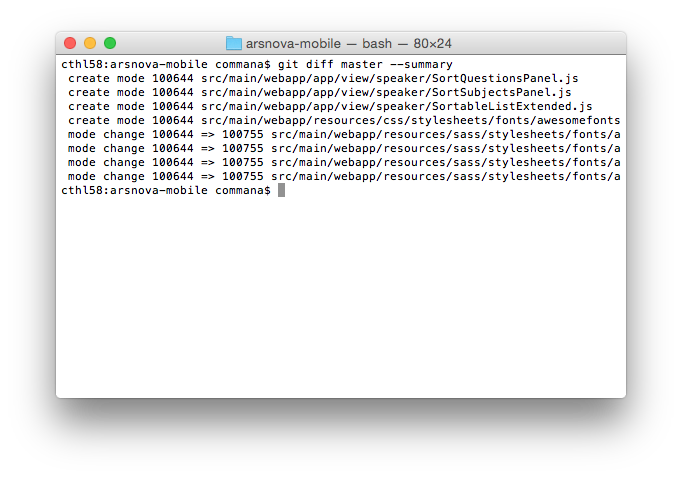 arsnova-mobile — bash — 80×24
cthl58:arsnova-mobile commana$ git diff master --summary
create mode 100644 src/main/webapp/app/view/speaker/SortQuestionsPanel.js
create mode 100644 src/main/webapp/app/view/speaker/SortSubjectsPanel.js
create mode 100644 src/main/webapp/app/view/speaker/SortableListExtended.js
create mode 100644 src/main/webapp/resources/css/stylesheets/fonts/awesomefonts
mode change 100644 => 100755 src/main/webapp/resources/sass/stylesheets/fonts/a
mode change 100644 => 100755 src/main/webapp/resources/sass/stylesheets/fonts/a
mode change 100644 => 100755 src/main/webapp/resources/sass/stylesheets/fonts/a
mode change 100644 => 100755 src/main/webapp/resources/sass/stylesheets/fonts/a
cthl58:arsnova-mobile commana$